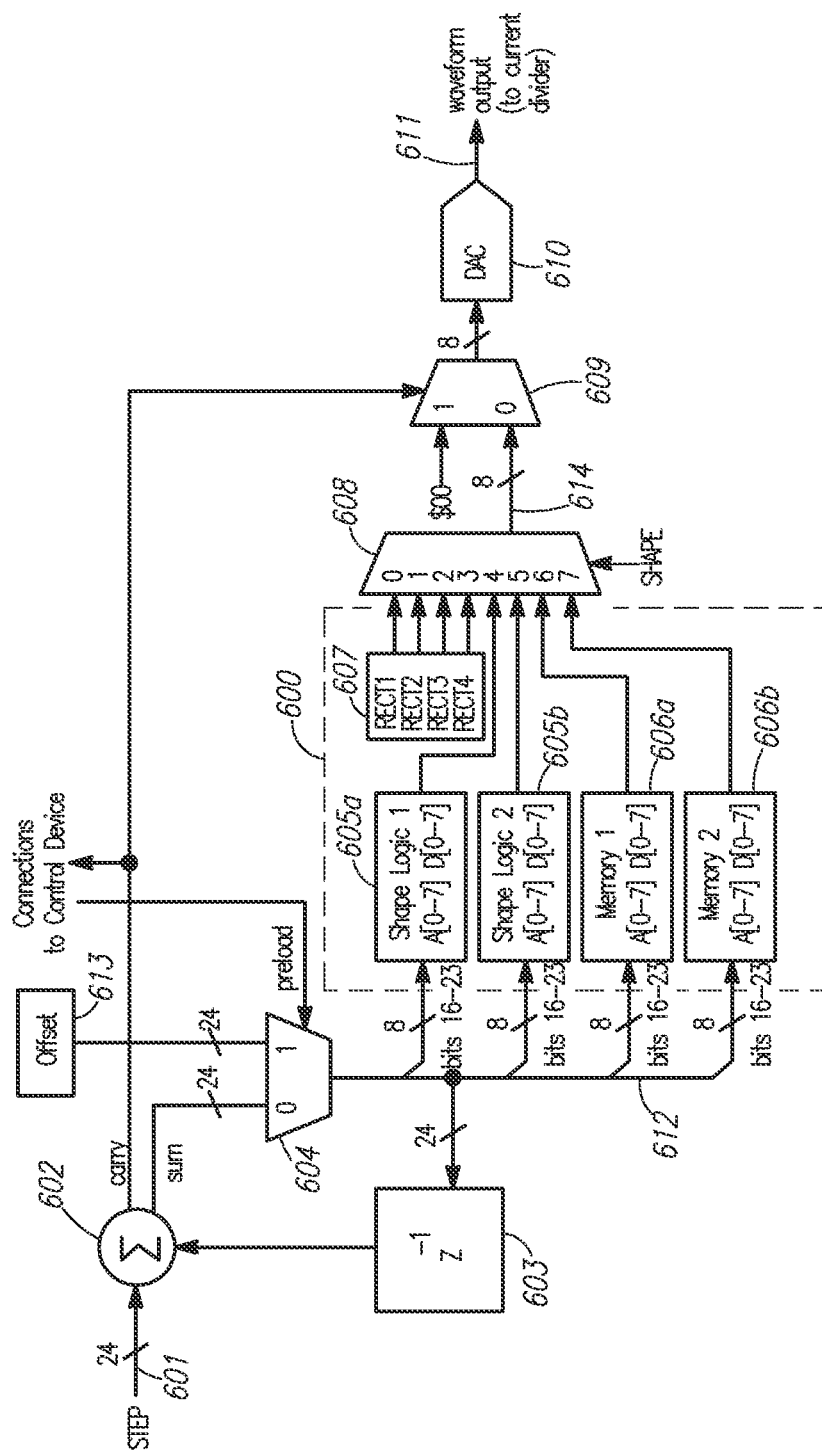 STEP
24
601
602
Σ
carry
sum
Offset
613
Connections
to Control Device
24
24
0
1
604
preload
24
z⁻¹
603
612
8
bits 16–23
8
bits 16–23
8
bits 16–23
8
bits 16–23
600
605a
Shape Logic 1
A[0–7] D[0–7]
605b
Shape Logic 2
A[0–7] D[0–7]
606a
Memory 1
A[0–7] D[0–7]
606b
Memory 2
A[0–7] D[0–7]
607
RECT1
RECT2
RECT3
RECT4
608
0
1
2
3
4
5
6
7
SHAPE
614
8
$00
1
0
609
8
DAC
610
611
waveform
output
(to current
divider)